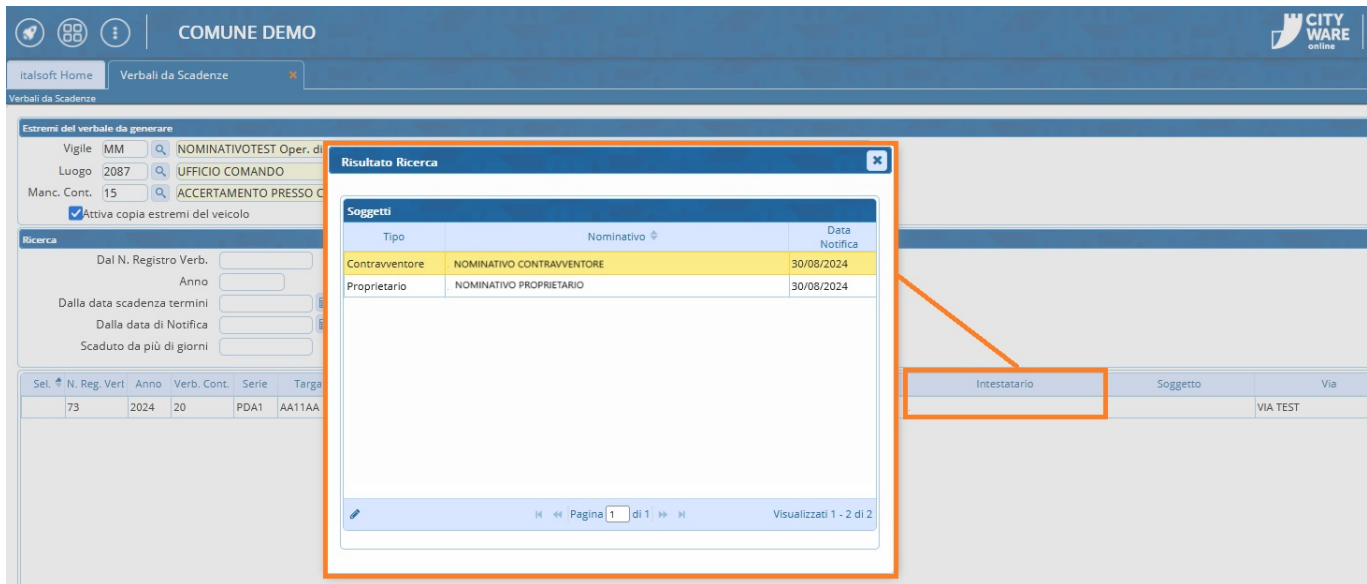 COMUNE DEMO
CITY
WARE
online
italsoft Home
Verbali da Scadenze
Verbali da Scadenze
Estremi del verbale da generare
Vigile MM NOMINATIVOTEST Oper. di
Luogo 2087 UFFICIO COMANDO
Manc. Cont. 15 ACCERTAMENTO PRESSO C
Attiva copia estremi del veicolo
Ricerca
Dal N. Registro Verb.
Anno
Dalla data scadenza termini
Dalla data di Notifica
Scaduto da più di giorni
Risultato Ricerca
Soggetti
Tipo Nominativo Data
Notifica
Contravventore NOMINATIVO CONTRAVVENTORE 30/08/2024
Proprietario NOMINATIVO PROPRIETARIO 30/08/2024
Pagina 1 di 1 Visualizzati 1 - 2 di 2
Sel. N. Reg. Vert Anno Verb. Cont. Serie Targa Intestatario Soggetto Via
73 2024 20 PDA1 AA11AA VIA TEST